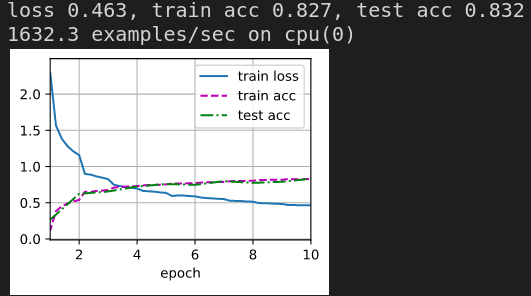 loss 0.463, train acc 0.827, test acc 0.832
1632.3 examples/sec on cpu(0)
train loss
train acc
test acc
2.0
1.5
1.0
0.5
0.0
2 4 6 8 10
epoch